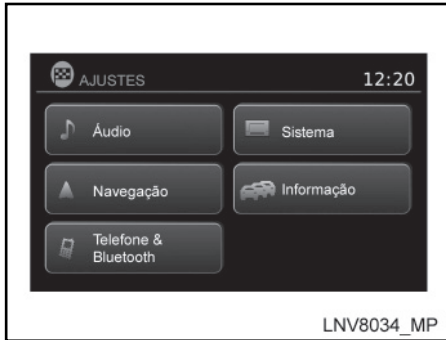 AJUSTES
12:20
Áudio
Sistema
Navegação
Informação
Telefone &
Bluetooth
LNV8034_MP